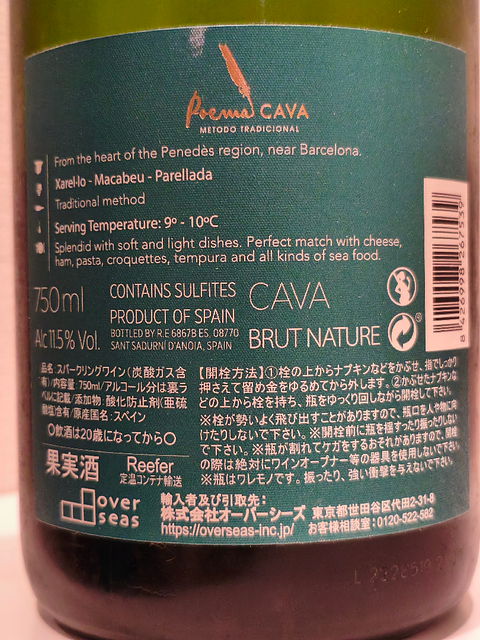 Poema CAVA
METODO TRADICIONAL
From the heart of the Penedès region, near Barcelona.
Xarel·lo - Macabeu - Parellada
Traditional method
Serving Temperature: 9º - 10ºC
Splendid with soft and light dishes. Perfect match with cheese,
ham, pasta, croquettes, tempura and all kinds of sea food.
750ml
Alc 11.5% Vol.
CONTAINS SULFITES
PRODUCT OF SPAIN
BOTTLED BY R.E 6867B ES. 08770
SANT SADURNÍ D'ANOIA, SPAIN
CAVA
BRUT NATURE
8 426998 267539
品名:スパークリングワイン(炭酸ガス含
有)/内容量:750ml/アルコール分は裏ラ
ベルに記載/添加物:酸化防止剤(亜硫
酸塩)含有/原産国名:スペイン
〇飲酒は20歳になってから〇
果実酒
Reefer
定温コンテナ輸送
【開栓方法】①栓の上からナプキンなどをかぶせ、指でしっかり
押さえて留め金をゆるめてから外します。②かぶせたナプキンな
どの上から栓を持ち、瓶をゆっくり回しながら開栓して下さい。
※栓が勢いよく飛び出すことがありますので、瓶口を人や物に向
けたりしないで下さい。※開栓前に瓶を揺すったり振ったりしない
で下さい。※瓶が割れてケガをするおそれがありますので、開栓
の際は絶対にワインオープナー等の器具を使用しないで下さい。
※瓶はワレモノです。振ったり、強い衝撃を与えないで下さい。
over
seas
輸入者及び引取先:
株式会社オーバーシーズ 東京都世田谷区代田2-31-8
https://overseas-inc.jp/ お客様相談室:0120-522-582